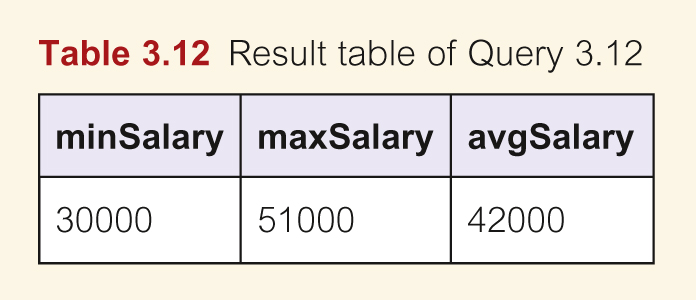 Table 3.12 Result table of Query 3.12
minSalary maxSalary avgSalary
30000 51000 42000